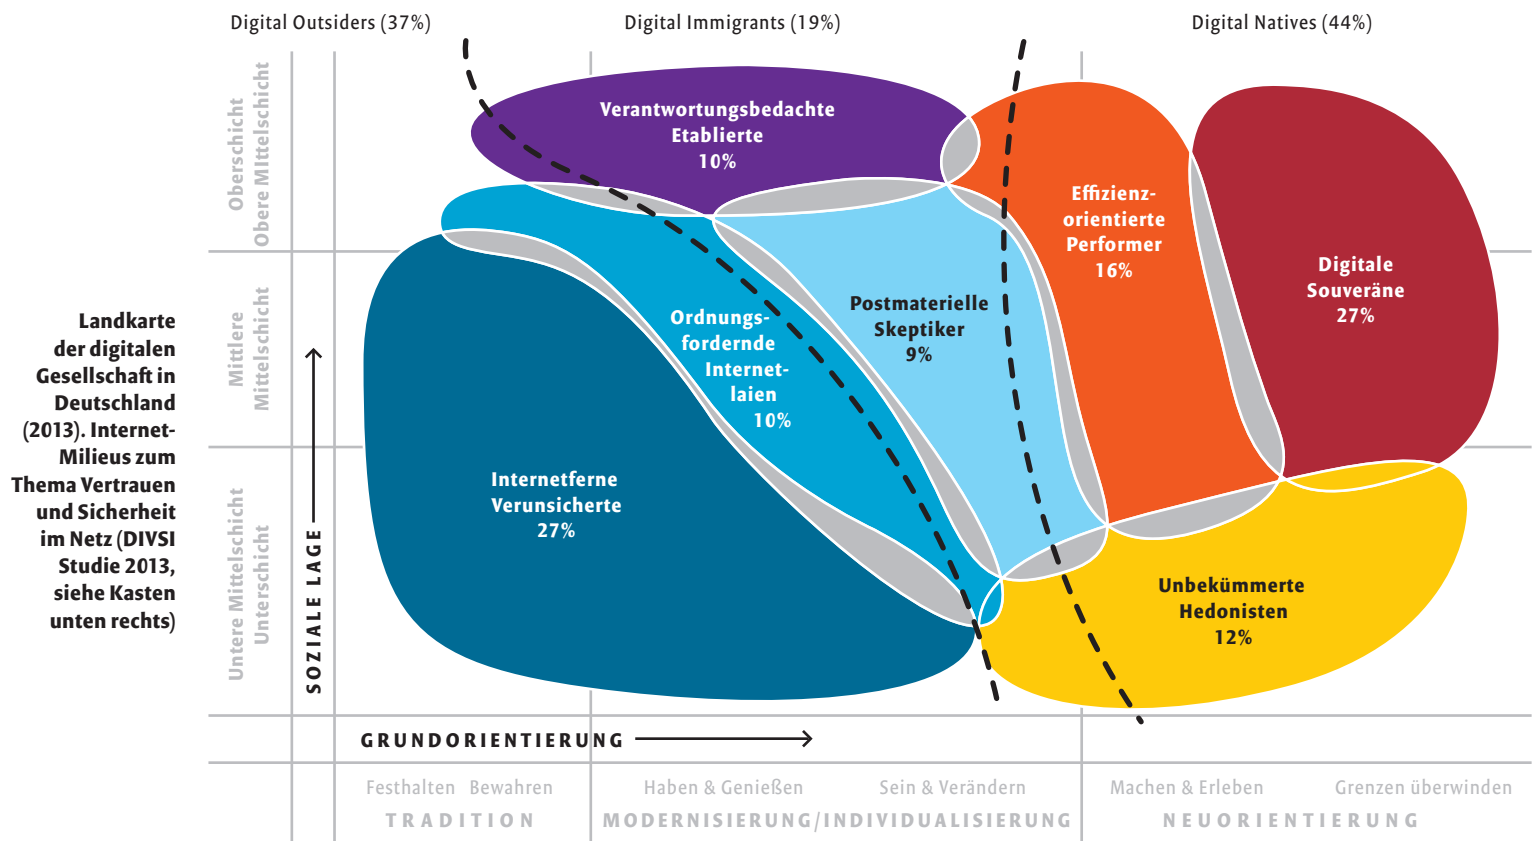 Digital Outsiders (37%)
Digital Immigrants (19%)
Digital Natives (44%)
Oberschicht
Obere MIttelschicht
Mittlere
Mittelschicht
Untere Mittelschicht
Unterschicht
SOZIALE LAGE
Landkarte
der digitalen
Gesellschaft in
Deutschland
(2013). Internet-
Milieus zum
Thema Vertrauen
und Sicherheit
im Netz (DIVSI
Studie 2013,
siehe Kasten
unten rechts)
Verantwortungsbedachte
Etablierte
10%
Effizienz-
orientierte
Performer
16%
Digitale
Souveräne
27%
Postmaterielle
Skeptiker
9%
Ordnungs-
fordernde
Internet-
laien
10%
Internetferne
Verunsicherte
27%
Unbekümmerte
Hedonisten
12%
GRUNDORIENTIERUNG
Festhalten
Bewahren
Haben & Genießen
Sein & Verändern
Machen & Erleben
Grenzen überwinden
TRADITION
MODERNISIERUNG/INDIVIDUALISIERUNG
NEUORIENTIERUNG